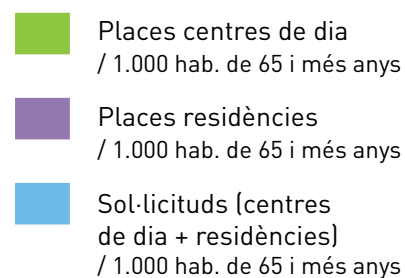 Places centres de dia
/ 1.000 hab. de 65 i més anys
Places residències
/ 1.000 hab. de 65 i més anys
Sol·licituds (centres
de dia + residències)
/ 1.000 hab. de 65 i més anys